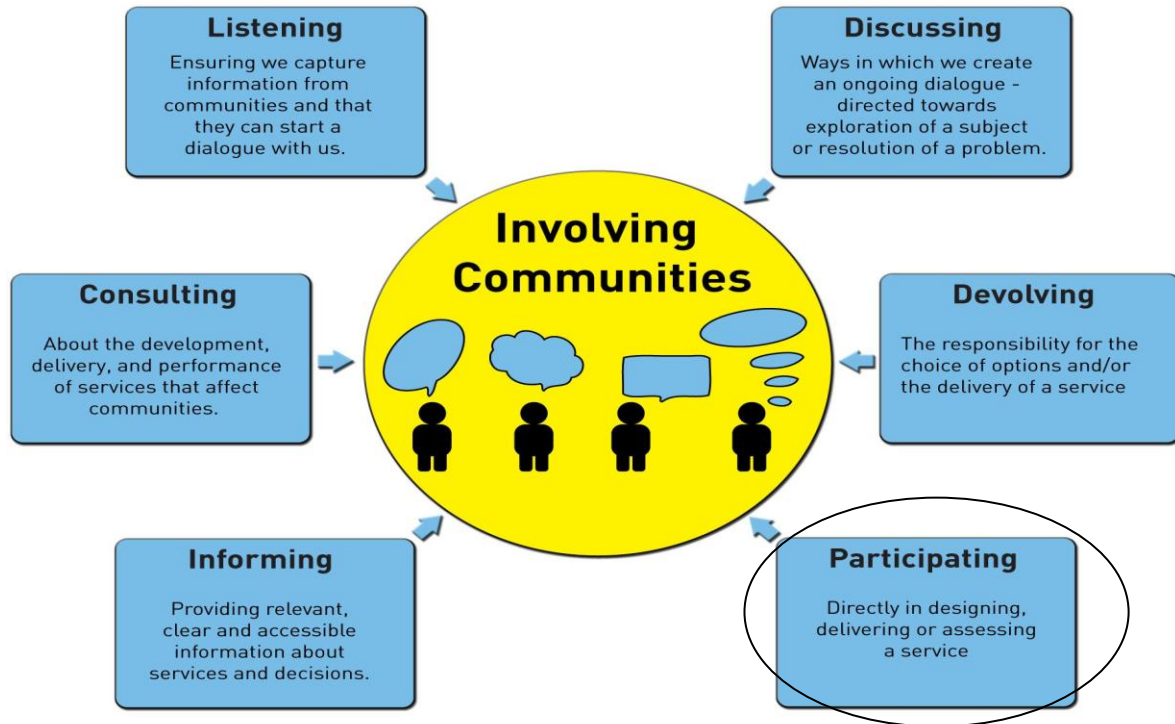 Listening
Ensuring we capture
information from
communities and that
they can start a
dialogue with us.
Discussing
Ways in which we create
an ongoing dialogue -
directed towards
exploration of a subject
or resolution of a problem.
Involving
Communities
Consulting
About the development,
delivery, and performance
of services that affect
communities.
Devolving
The responsibility for the
choice of options and/or
the delivery of a service
Informing
Providing relevant,
clear and accessible
information about
services and decisions.
Participating
Directly in designing,
delivering or assessing
a service